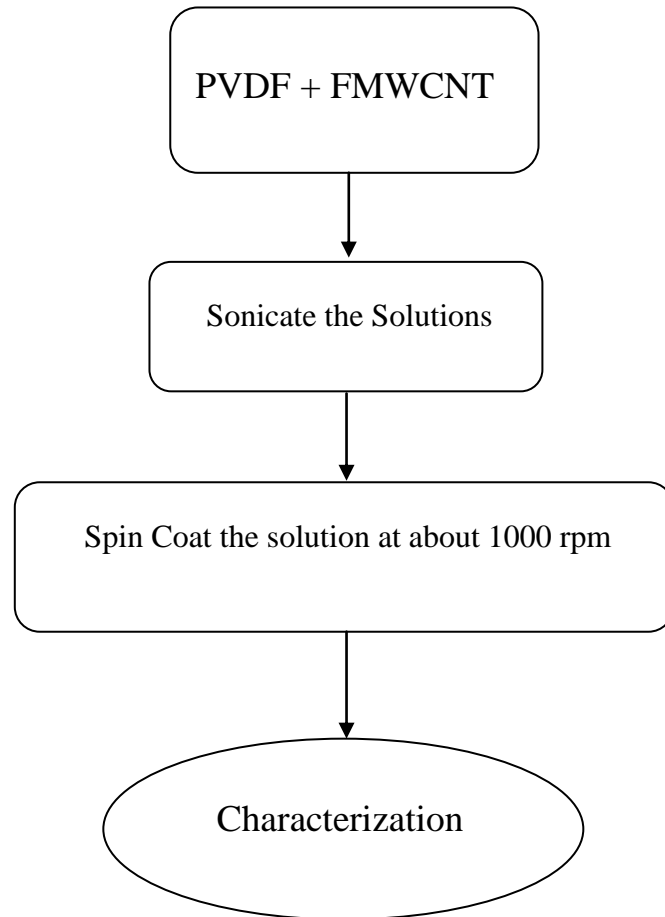 PVDF + FMWCNT
Sonicate the Solutions
Spin Coat the solution at about 1000 rpm
Characterization